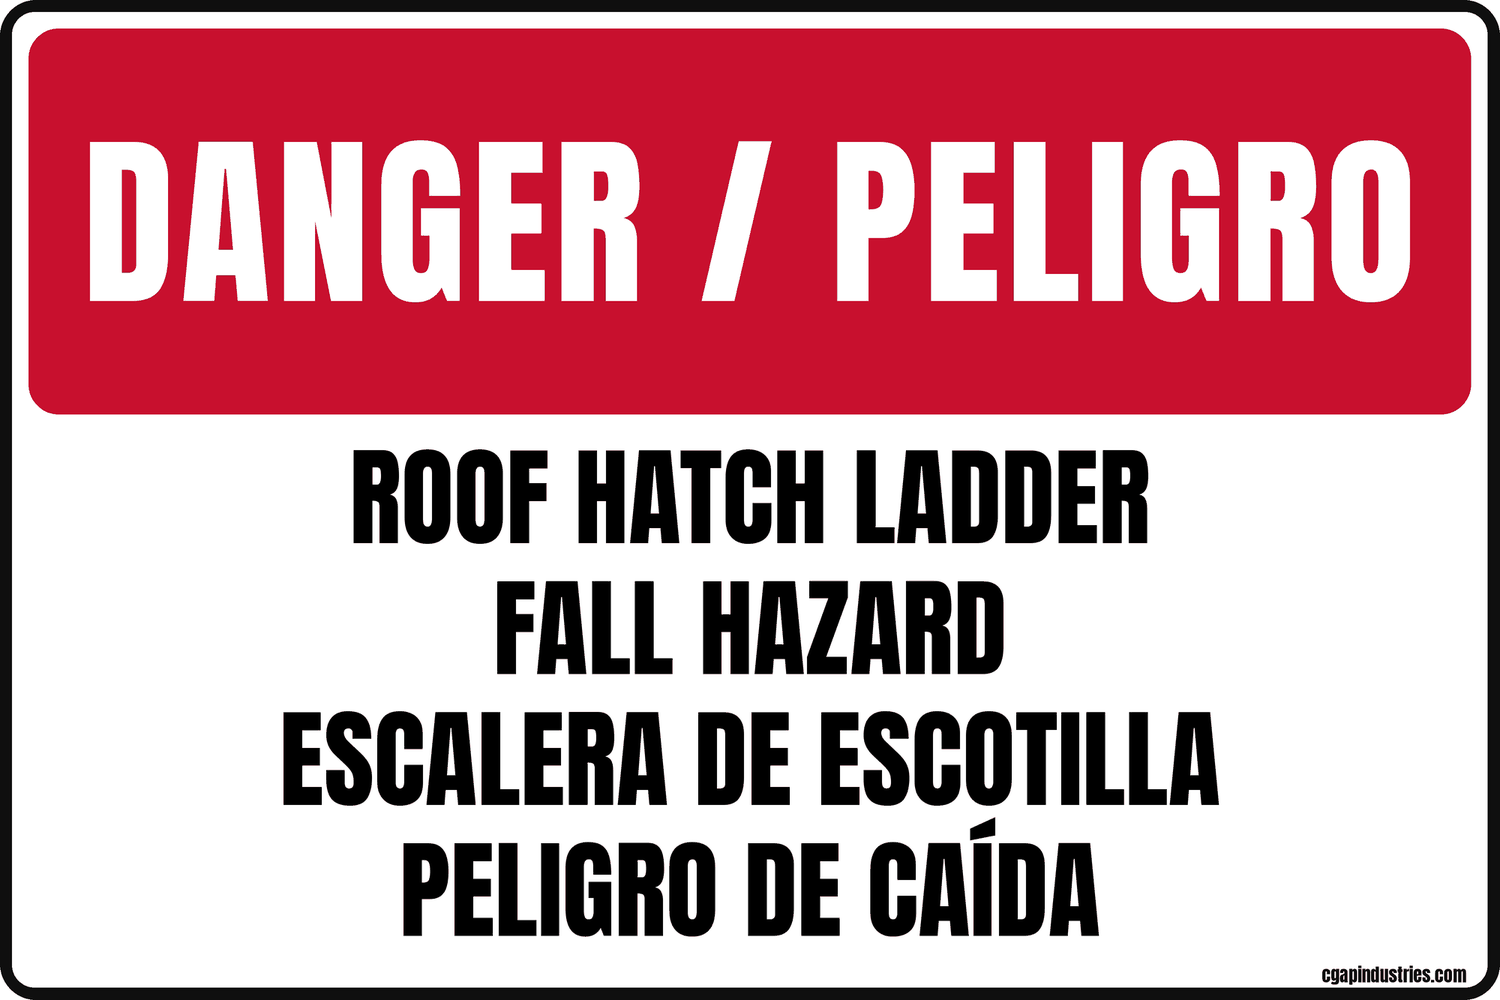 DANGER / PELIGRO
ROOF HATCH LADDER
FALL HAZARD
ESCALERA DE ESCOTILLA
PELIGRO DE CAÍDA
cgapindustries.com